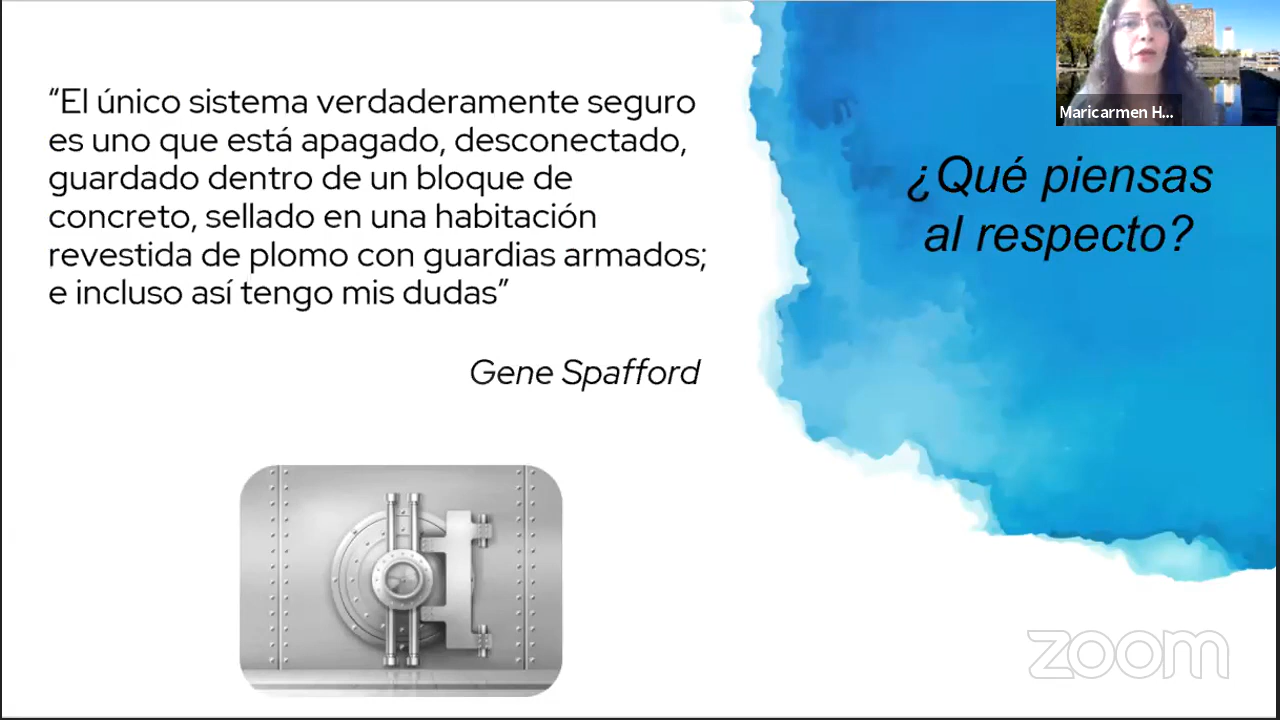 “El único sistema verdaderamente seguro
es uno que está apagado, desconectado,
guardado dentro de un bloque de
concreto, sellado en una habitación
revestida de plomo con guardias armados;
e incluso así tengo mis dudas”
Gene Spafford
¿Qué piensas
al respecto?
Maricarmen H...
zoom